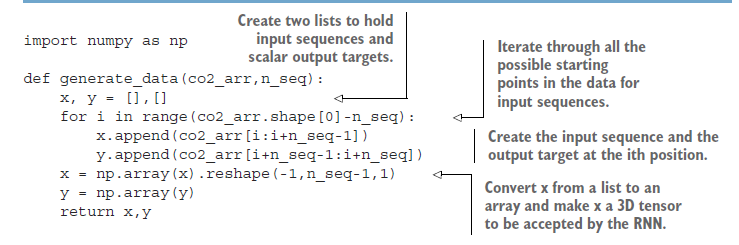 Create two lists to hold
input sequences and
scalar output targets.
import numpy as np
Iterate through all the
possible starting
points in the data for
input sequences.
def generate_data(co2_arr,n_seq):
    x, y = [],[]
    for i in range(co2_arr.shape[0]-n_seq):
        x.append(co2_arr[i:i+n_seq-1])
        y.append(co2_arr[i+n_seq-1:i+n_seq])
Create the input sequence and the
output target at the ith position.
    x = np.array(x).reshape(-1,n_seq-1,1)
    y = np.array(y)
    return x,y
Convert x from a list to an
array and make x a 3D tensor
to be accepted by the RNN.